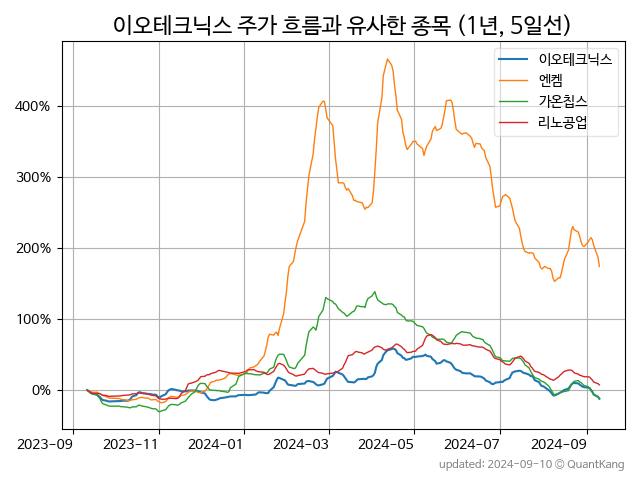 이오테크닉스 주가 흐름과 유사한 종목 (1년, 5일선)
이오테크닉스
엔켐
가온칩스
리노공업
400%
300%
200%
100%
0%
2023-09
2023-11
2024-01
2024-03
2024-05
2024-07
2024-09
updated: 2024-09-10 © QuantKang